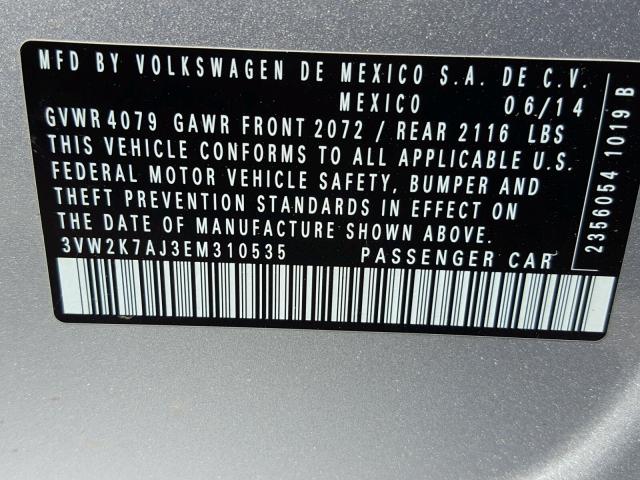 MFD BY VOLKSWAGEN DE MEXICO S.A. DE C.V.
MEXICO 06/14
GVWR 4079 GAWR FRONT 2072 / REAR 2116 LBS
THIS VEHICLE CONFORMS TO ALL APPLICABLE U.S.
FEDERAL MOTOR VEHICLE SAFETY, BUMPER AND
THEFT PREVENTION STANDARDS IN EFFECT ON
THE DATE OF MANUFACTURE SHOWN ABOVE.
3VW2K7AJ3EM310535 PASSENGER CAR
2356054 1019 B